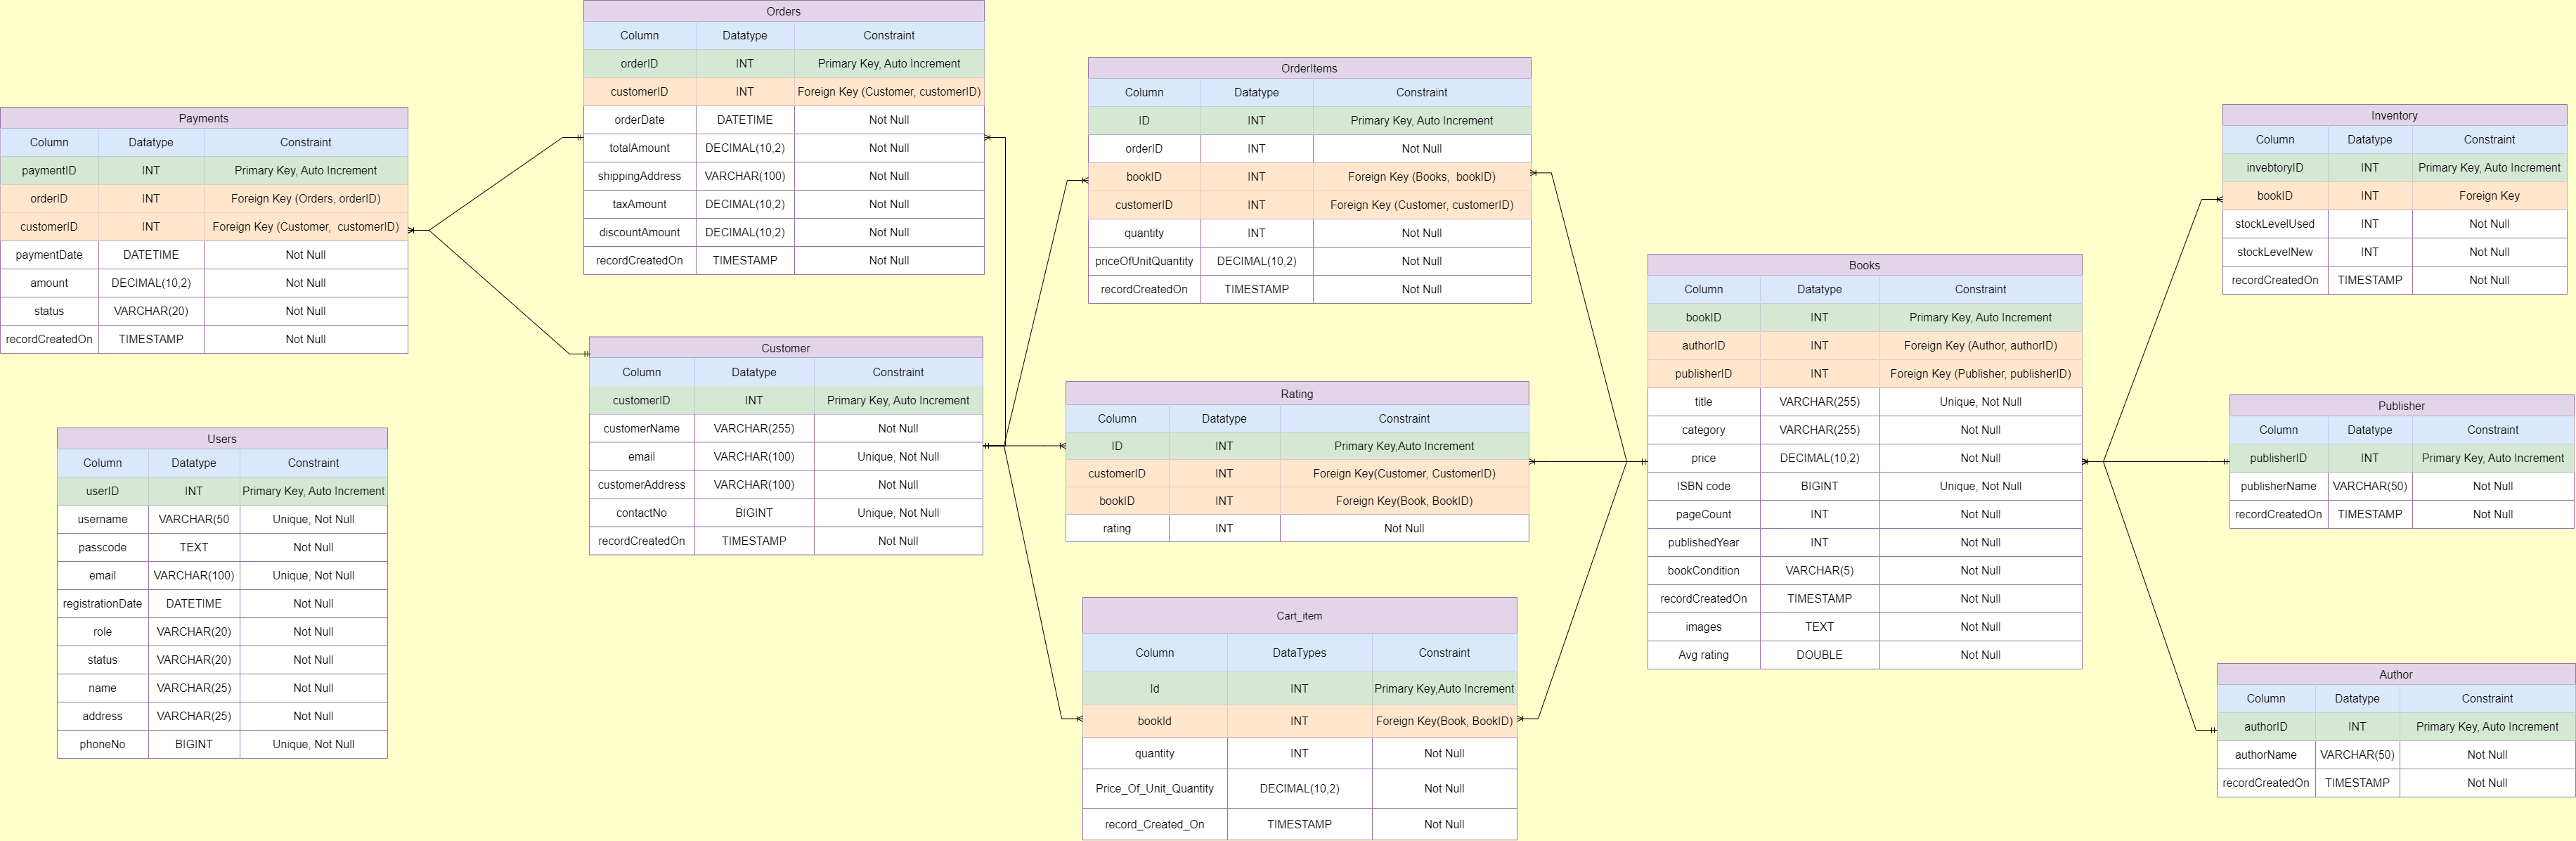 Orders
Column Datatype Constraint
orderID INT Primary Key, Auto Increment
customerID INT Foreign Key (Customer, customerID)
orderDate DATETIME Not Null
totalAmount DECIMAL(10,2) Not Null
shippingAddress VARCHAR(100) Not Null
taxAmount DECIMAL(10,2) Not Null
discountAmount DECIMAL(10,2) Not Null
recordCreatedOn TIMESTAMP Not Null
Payments
Column Datatype Constraint
paymentID INT Primary Key, Auto Increment
orderID INT Foreign Key (Orders, orderID)
customerID INT Foreign Key (Customer, customerID)
paymentDate DATETIME Not Null
amount DECIMAL(10,2) Not Null
status VARCHAR(20) Not Null
recordCreatedOn TIMESTAMP Not Null
Customer
Column Datatype Constraint
customerID INT Primary Key, Auto Increment
customerName VARCHAR(255) Not Null
email VARCHAR(100) Unique, Not Null
customerAddress VARCHAR(100) Not Null
contactNo BIGINT Unique, Not Null
recordCreatedOn TIMESTAMP Not Null
Users
Column Datatype Constraint
userID INT Primary Key, Auto Increment
username VARCHAR(50 Unique, Not Null
passcode TEXT Not Null
email VARCHAR(100) Unique, Not Null
registrationDate DATETIME Not Null
role VARCHAR(20) Not Null
status VARCHAR(20) Not Null
name VARCHAR(25) Not Null
address VARCHAR(25) Not Null
phoneNo BIGINT Unique, Not Null
OrderItems
Column Datatype Constraint
ID INT Primary Key, Auto Increment
orderID INT Not Null
bookID INT Foreign Key (Books, bookID)
customerID INT Foreign Key (Customer, customerID)
quantity INT Not Null
priceOfUnitQuantity DECIMAL(10,2) Not Null
recordCreatedOn TIMESTAMP Not Null
Rating
Column Datatype Constraint
ID INT Primary Key,Auto Increment
customerID INT Foreign Key(Customer, CustomerID)
bookID INT Foreign Key(Book, BookID)
rating INT Not Null
Cart_item
Column DataTypes Constraint
Id INT Primary Key,Auto Increment
bookId INT Foreign Key(Book, BookID)
quantity INT Not Null
Price_Of_Unit_Quantity DECIMAL(10,2) Not Null
record_Created_On TIMESTAMP Not Null
Books
Column Datatype Constraint
bookID INT Primary Key, Auto Increment
authorID INT Foreign Key (Author, authorID)
publisherID INT Foreign Key (Publisher, publisherID)
title VARCHAR(255) Unique, Not Null
category VARCHAR(255) Not Null
price DECIMAL(10,2) Not Null
ISBN code BIGINT Unique, Not Null
pageCount INT Not Null
publishedYear INT Not Null
bookCondition VARCHAR(5) Not Null
recordCreatedOn TIMESTAMP Not Null
images TEXT Not Null
Avg rating DOUBLE Not Null
Inventory
Column Datatype Constraint
invebtoryID INT Primary Key, Auto Increment
bookID INT Foreign Key
stockLevelUsed INT Not Null
stockLevelNew INT Not Null
recordCreatedOn TIMESTAMP Not Null
Publisher
Column Datatype Constraint
publisherID INT Primary Key, Auto Increment
publisherName VARCHAR(50) Not Null
recordCreatedOn TIMESTAMP Not Null
Author
Column Datatype Constraint
authorID INT Primary Key, Auto Increment
authorName VARCHAR(50) Not Null
recordCreatedOn TIMESTAMP Not Null